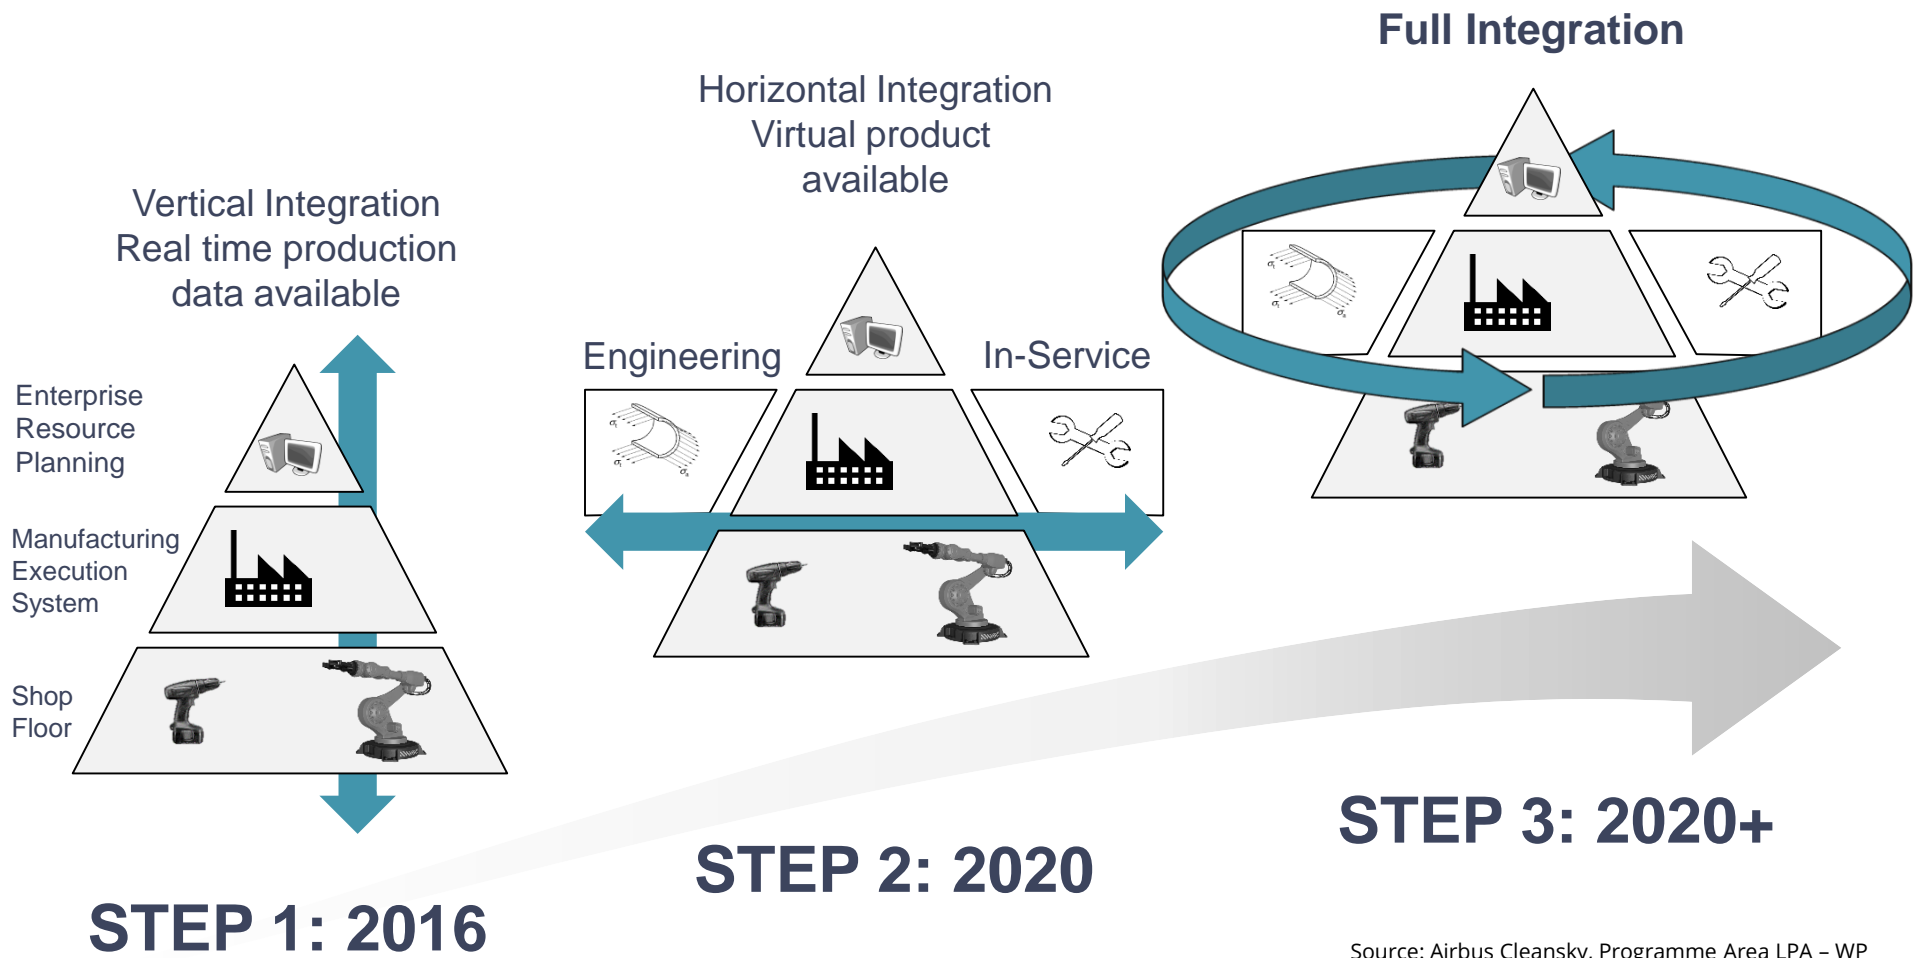 Full Integration
Horizontal Integration
Virtual product
available
Vertical Integration
Real time production
data available
Engineering
In-Service
Enterprise
Resource
Planning
Manufacturing
Execution
System
Shop
Floor
STEP 3: 2020+
STEP 2: 2020
STEP 1: 2016
Source: Airbus Cleansky, Programme Area LPA – WP